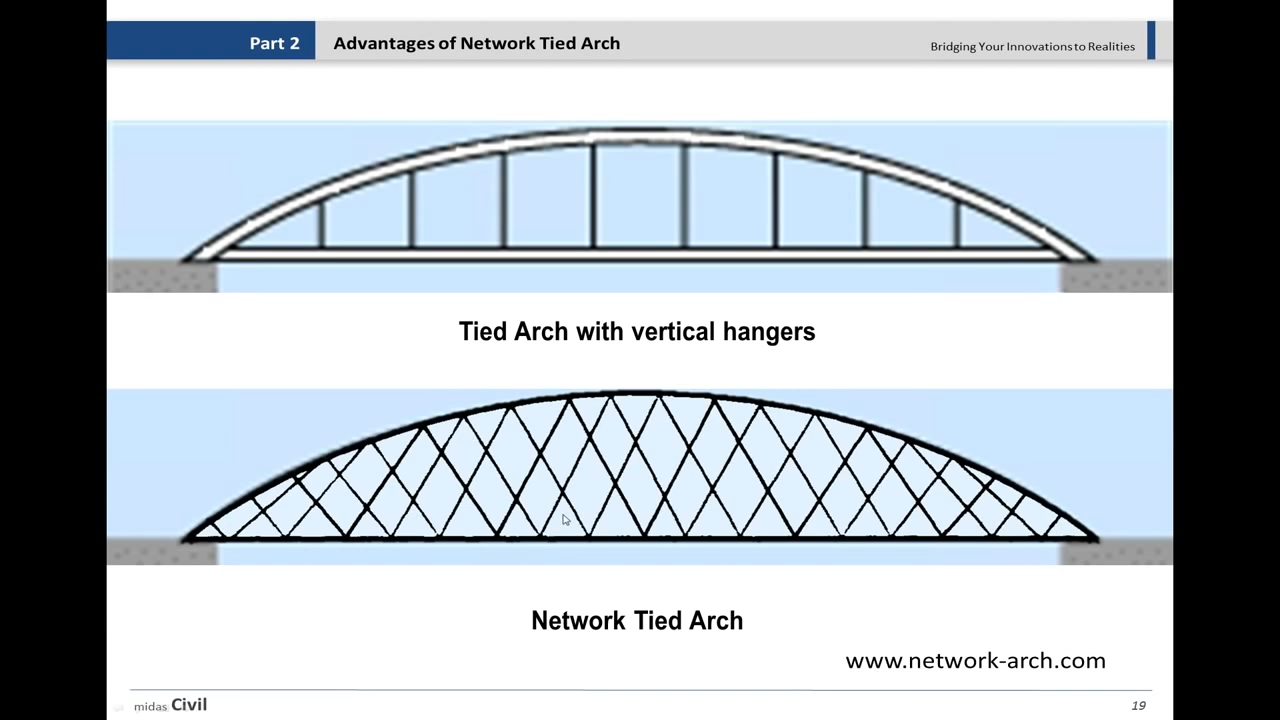 Part 2
Advantages of Network Tied Arch
Bridging Your Innovations to Realities
Tied Arch with vertical hangers
Network Tied Arch
www.network-arch.com
midas Civil
19